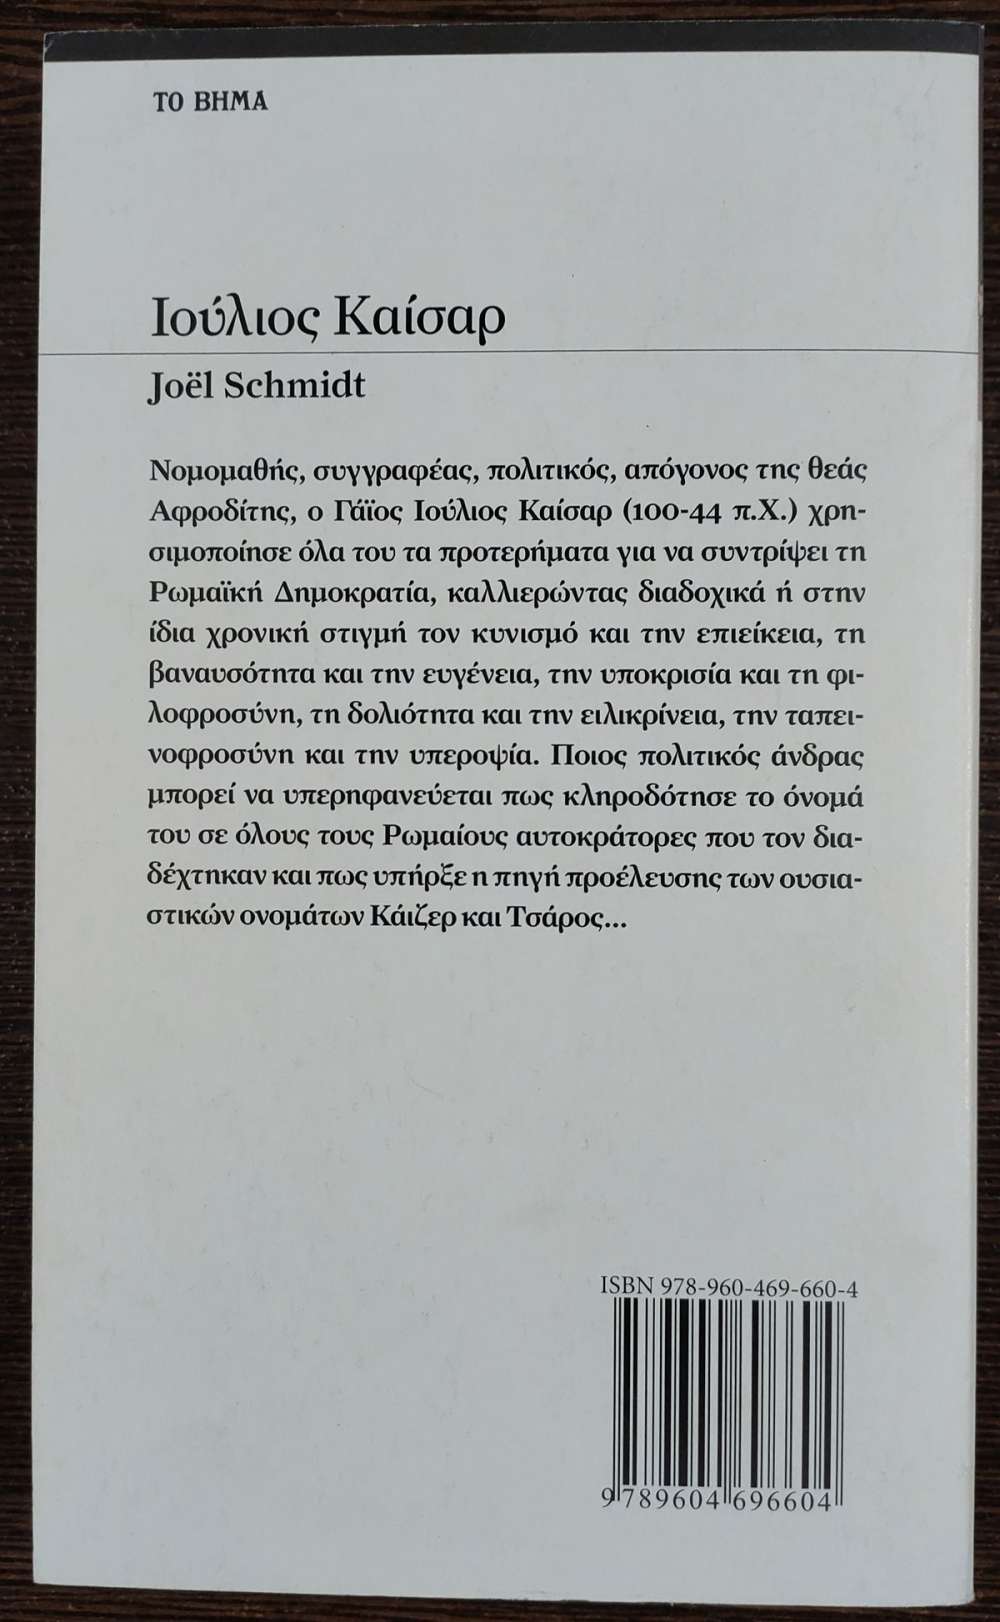 ΤΟ ΒΗΜΑ
Ιούλιος Καίσαρ
Joël Schmidt
Νομομαθής, συγγραφέας, πολιτικός, απόγονος της θεάς
Αφροδίτης, ο Γάϊος Ιούλιος Καίσαρ (100-44 π.Χ.) χρη-
σιμοποίησε όλα του τα προτερήματα για να συντρίψει τη
Ρωμαϊκή Δημοκρατία, καλλιερώντας διαδοχικά ή στην
ίδια χρονική στιγμή τον κυνισμό και την επιείκεια, τη
βαναυσότητα και την ευγένεια, την υποκρισία και τη φι-
λοφροσύνη, τη δολιότητα και την ειλικρίνεια, την ταπει-
νοφροσύνη και την υπεροψία. Ποιος πολιτικός άνδρας
μπορεί να υπερηφανεύεται πως κληροδότησε το όνομά
του σε όλους τους Ρωμαίους αυτοκράτορες που τον δια-
δέχτηκαν και πως υπήρξε η πηγή προέλευσης των ουσια-
στικών ονομάτων Κάιζερ και Τσάρος...
ISBN 978-960-469-660-4
9 789604 696604